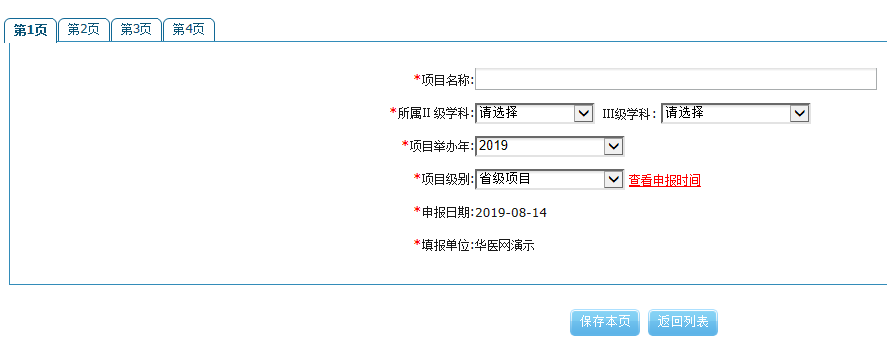 第1页 第2页 第3页 第4页
*项目名称:
*所属II 级学科: 请选择 III级学科: 请选择
*项目举办年: 2019
*项目级别: 省级项目 查看申报时间
*申报日期:2019-08-14
*填报单位:华医网演示
保存本页 返回列表